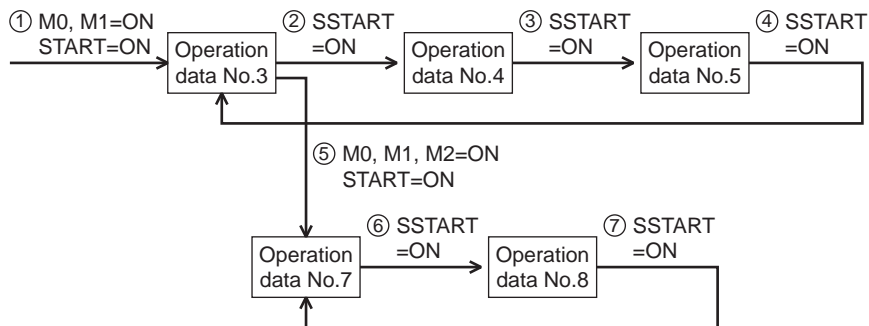 ① M0, M1=ON
START=ON
Operation
data No.3
② SSTART
=ON
Operation
data No.4
③ SSTART
=ON
Operation
data No.5
④ SSTART
=ON
⑤ M0, M1, M2=ON
START=ON
Operation
data No.7
⑥ SSTART
=ON
Operation
data No.8
⑦ SSTART
=ON